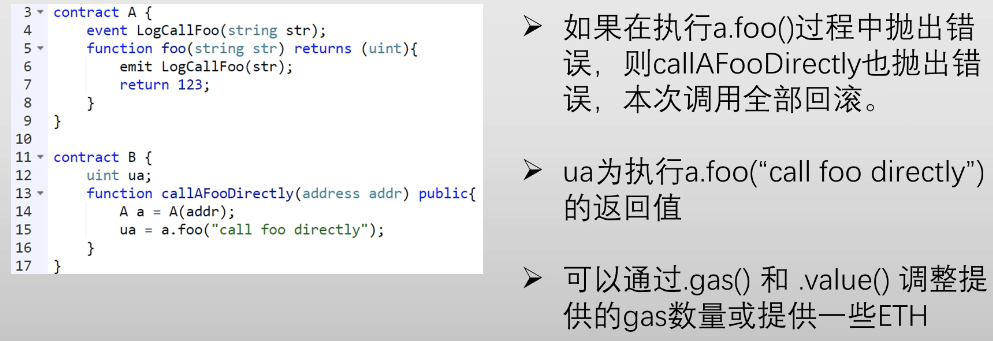 3 contract A {
4 event LogCallFoo(string str);
5 function foo(string str) returns (uint){
6 emit LogCallFoo(str);
7 return 123;
8 }
9 }
10
11 contract B {
12 uint ua;
13 function callAFooDirectly(address addr) public{
14 A a = A(addr);
15 ua = a.foo("call foo directly");
16 }
17 }
如果在执行a.foo()过程中抛出错
误，则callAFooDirectly也抛出错
误，本次调用全部回滚。
ua为执行a.foo(“call foo directly”)
的返回值
可以通过.gas() 和 .value() 调整提
供的gas数量或提供一些ETH